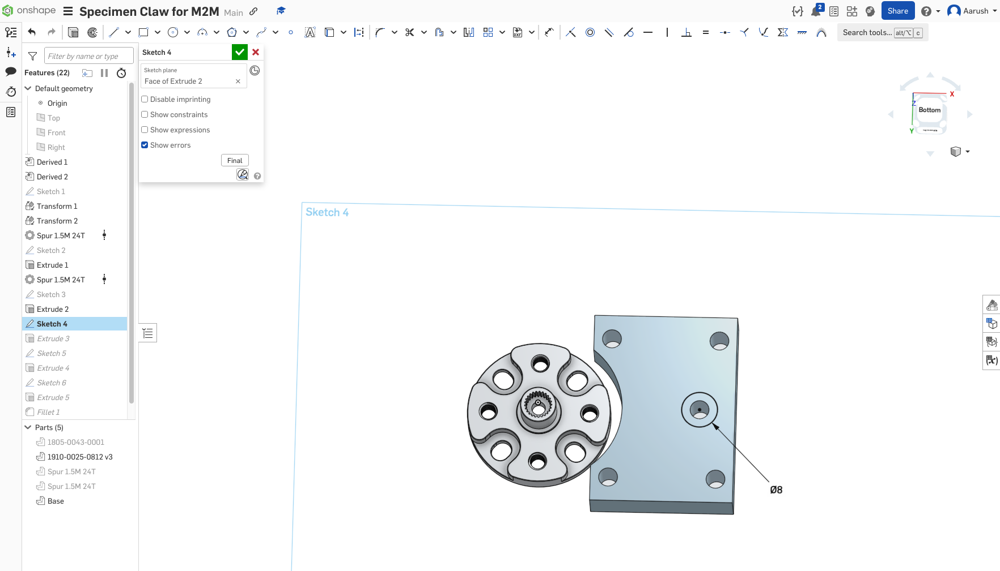 onshape
Specimen Claw for M2M Main
2
Share
Aarush
Search tools... alt/⌥ c
Filter by name or type
Features (22)
Default geometry
Origin
Top
Front
Right
Derived 1
Derived 2
Sketch 1
Transform 1
Transform 2
Spur 1.5M 24T
Sketch 2
Extrude 1
Spur 1.5M 24T
Sketch 3
Extrude 2
Sketch 4
Extrude 3
Sketch 5
Extrude 4
Sketch 6
Extrude 5
Fillet 1
Parts (5)
1805-0043-0001
1910-0025-0812 v3
Spur 1.5M 24T
Spur 1.5M 24T
Base
Sketch 4
Sketch plane
Face of Extrude 2
Disable imprinting
Show constraints
Show expressions
Show errors
Final
Sketch 4
X
Z
Bottom
Y
Ø8